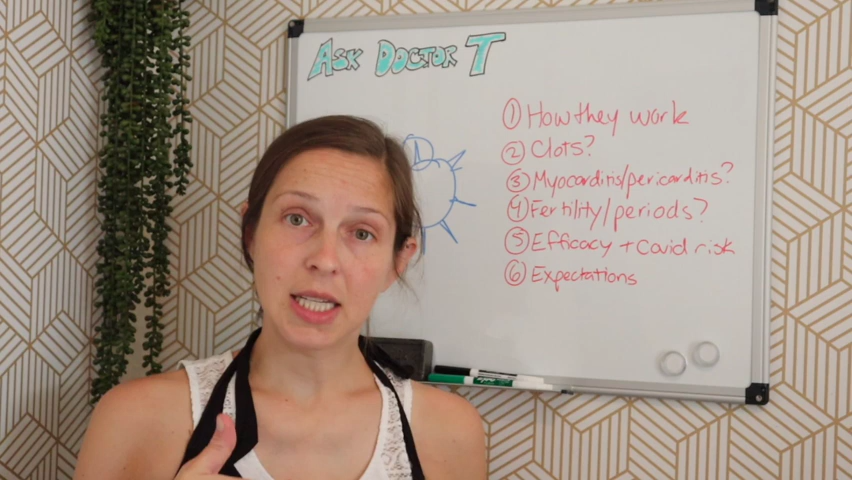 Ask Doctor T
① How they work
② Clots?
③ Myocarditis/pericarditis?
④ Fertility/periods?
⑤ Efficacy + Covid risk
⑥ Expectations